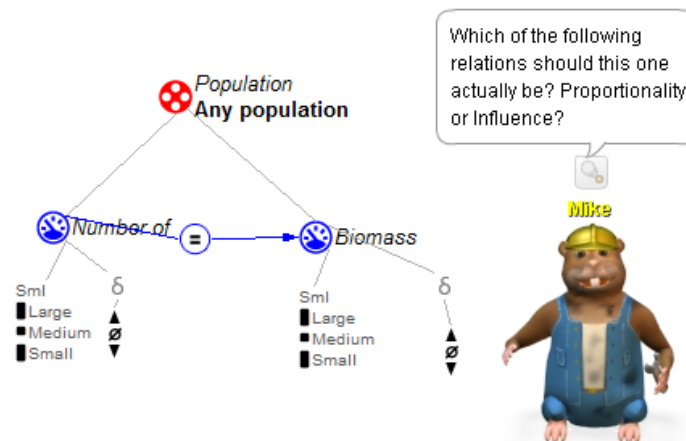 Which of the following
relations should this one
actually be? Proportionality
or Influence?
Population
Any population
Mike
Number of
=
Biomass
Sml
Large
Medium
Small
δ
ø
Sml
Large
Medium
Small
δ
ø